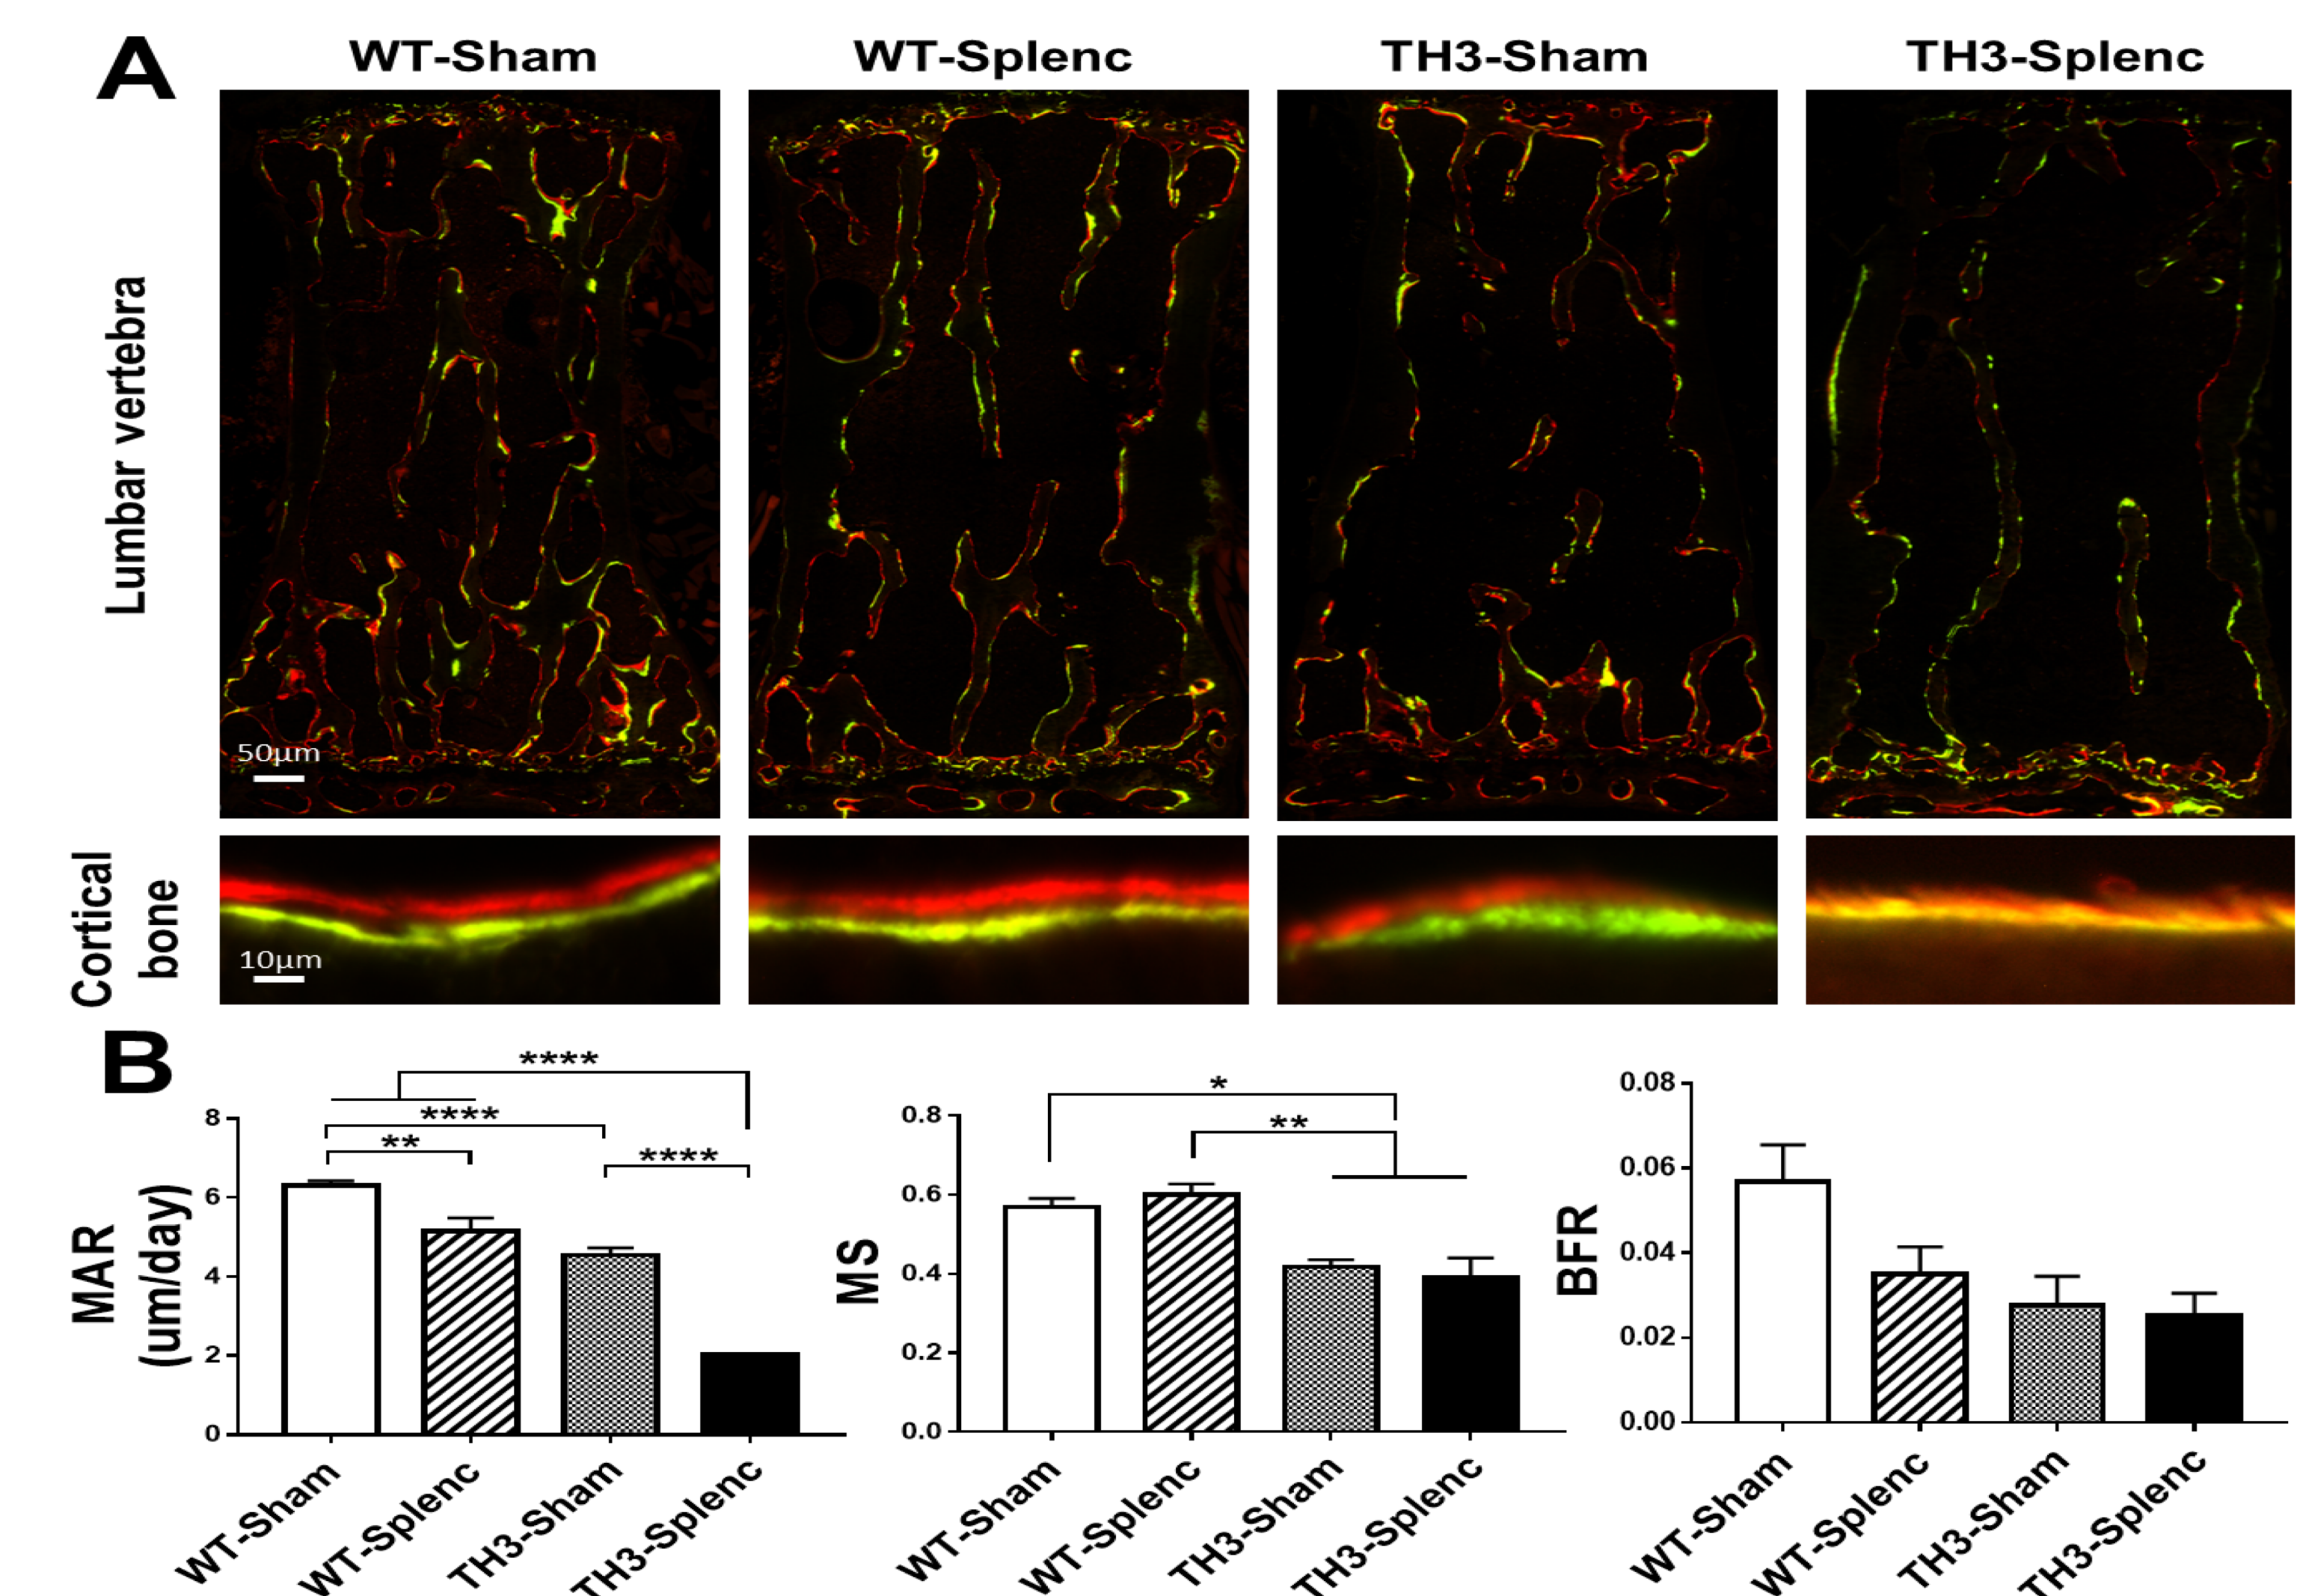 A
WT-Sham
WT-Splenc
TH3-Sham
TH3-Splenc
Lumbar vertebra
50µm
Cortical
bone
10µm
B
MAR
(um/day)
8
6
4
2
0
****
****
**
****
WT-Sham
WT-Splenc
TH3-Sham
TH3-Splenc
MS
0.8
0.6
0.4
0.2
0.0
*
**
WT-Sham
WT-Splenc
TH3-Sham
TH3-Splenc
BFR
0.08
0.06
0.04
0.02
0.00
WT-Sham
WT-Splenc
TH3-Sham
TH3-Splenc